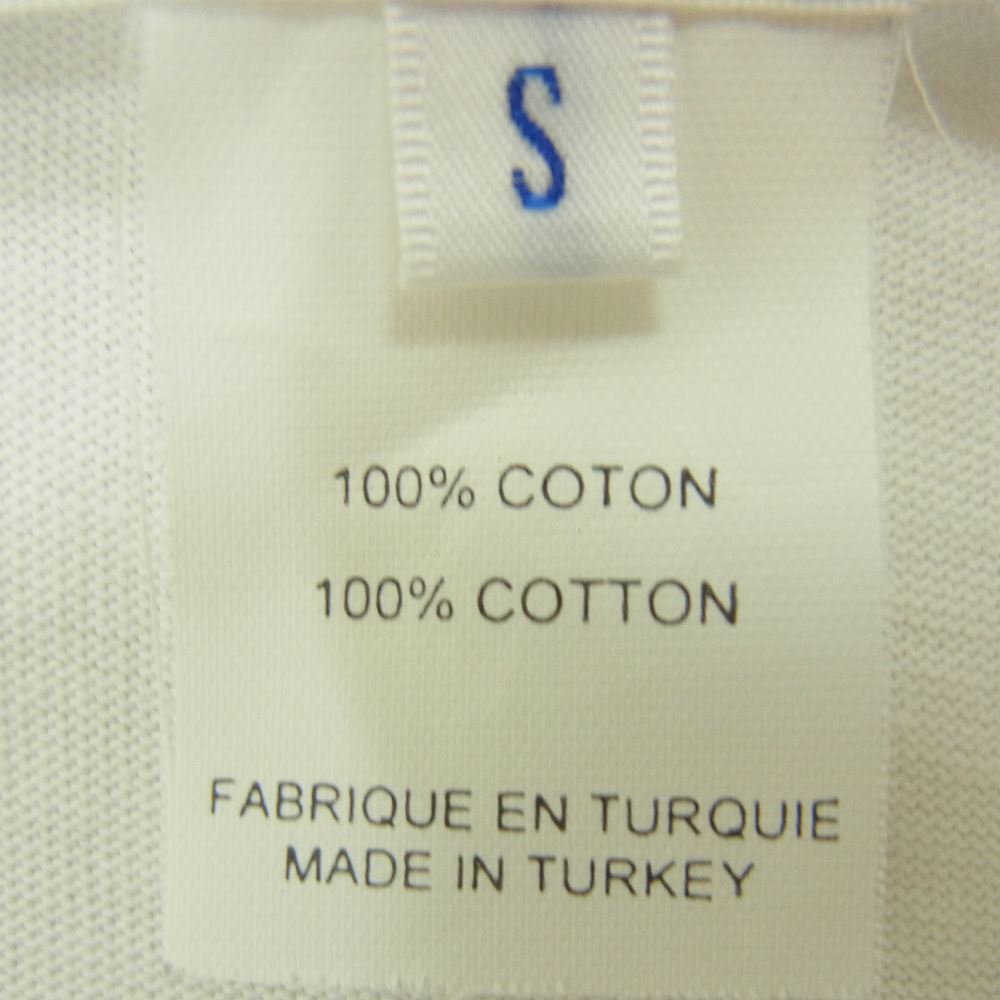 S
100% COTON
100% COTTON
FABRIQUE EN TURQUIE
MADE IN TURKEY